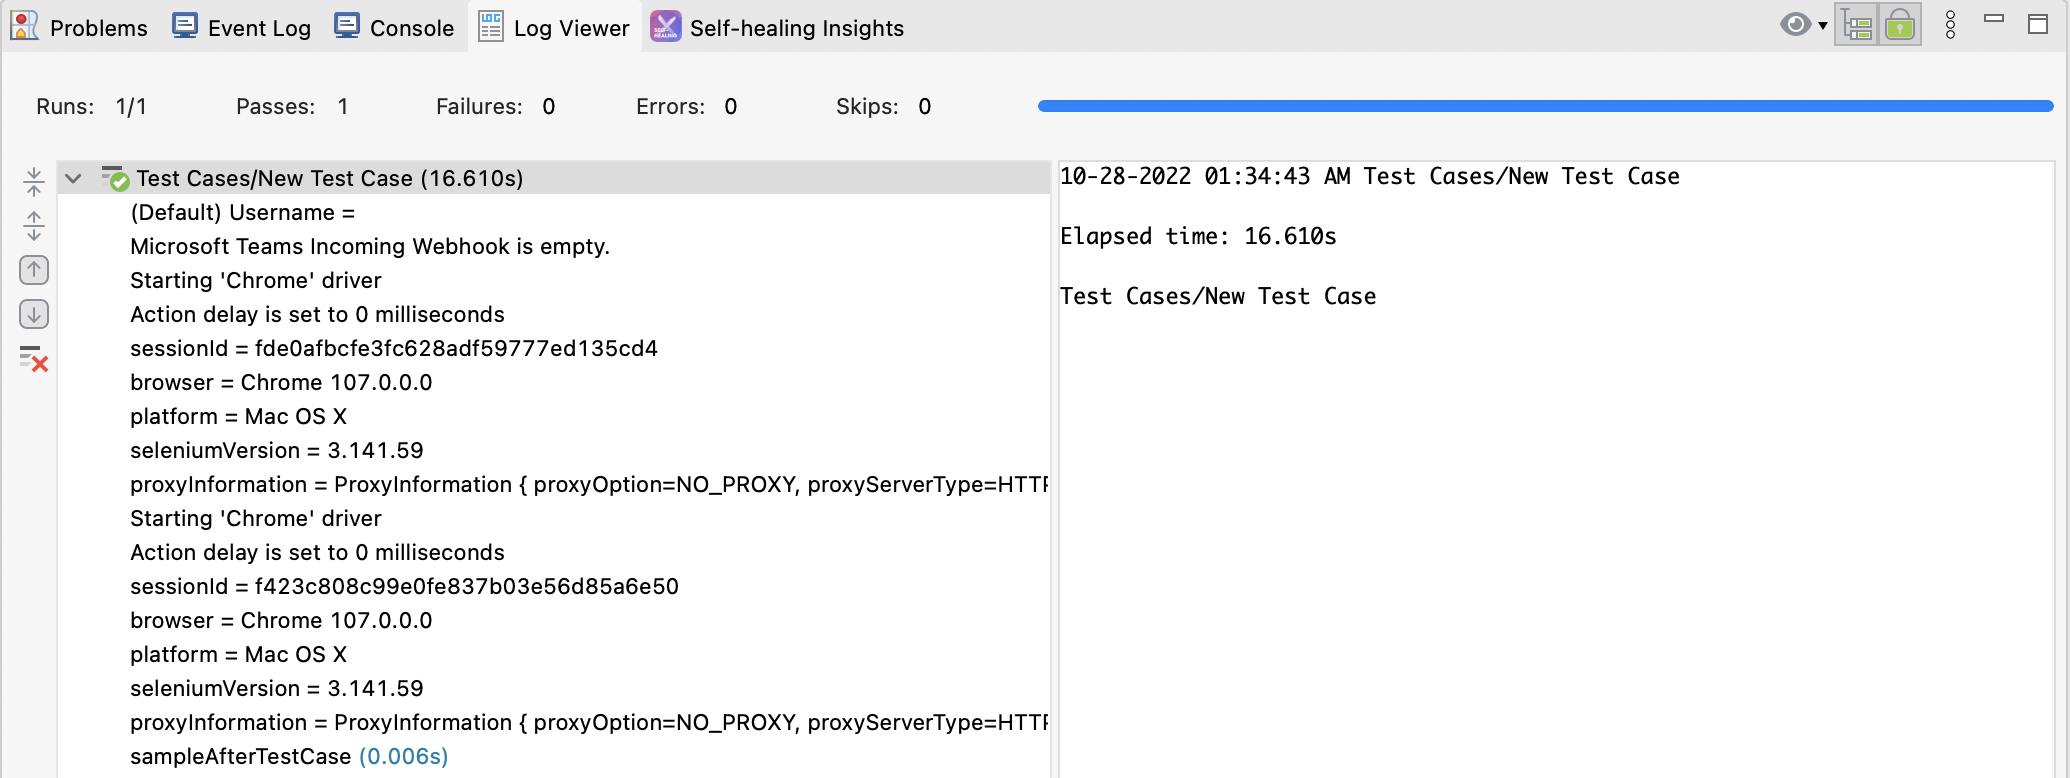 Problems Event Log Console LOG Log Viewer SELF-HEALING Self-healing Insights
Runs: 1/1 Passes: 1 Failures: 0 Errors: 0 Skips: 0
Test Cases/New Test Case (16.610s)
(Default) Username =
Microsoft Teams Incoming Webhook is empty.
Starting 'Chrome' driver
Action delay is set to 0 milliseconds
sessionId = fde0afbcfe3fc628adf59777ed135cd4
browser = Chrome 107.0.0.0
platform = Mac OS X
seleniumVersion = 3.141.59
proxyInformation = ProxyInformation { proxyOption=NO_PROXY, proxyServerType=HTTP
Starting 'Chrome' driver
Action delay is set to 0 milliseconds
sessionId = f423c808c99e0fe837b03e56d85a6e50
browser = Chrome 107.0.0.0
platform = Mac OS X
seleniumVersion = 3.141.59
proxyInformation = ProxyInformation { proxyOption=NO_PROXY, proxyServerType=HTTP
sampleAfterTestCase (0.006s)
10-28-2022 01:34:43 AM Test Cases/New Test Case
Elapsed time: 16.610s
Test Cases/New Test Case